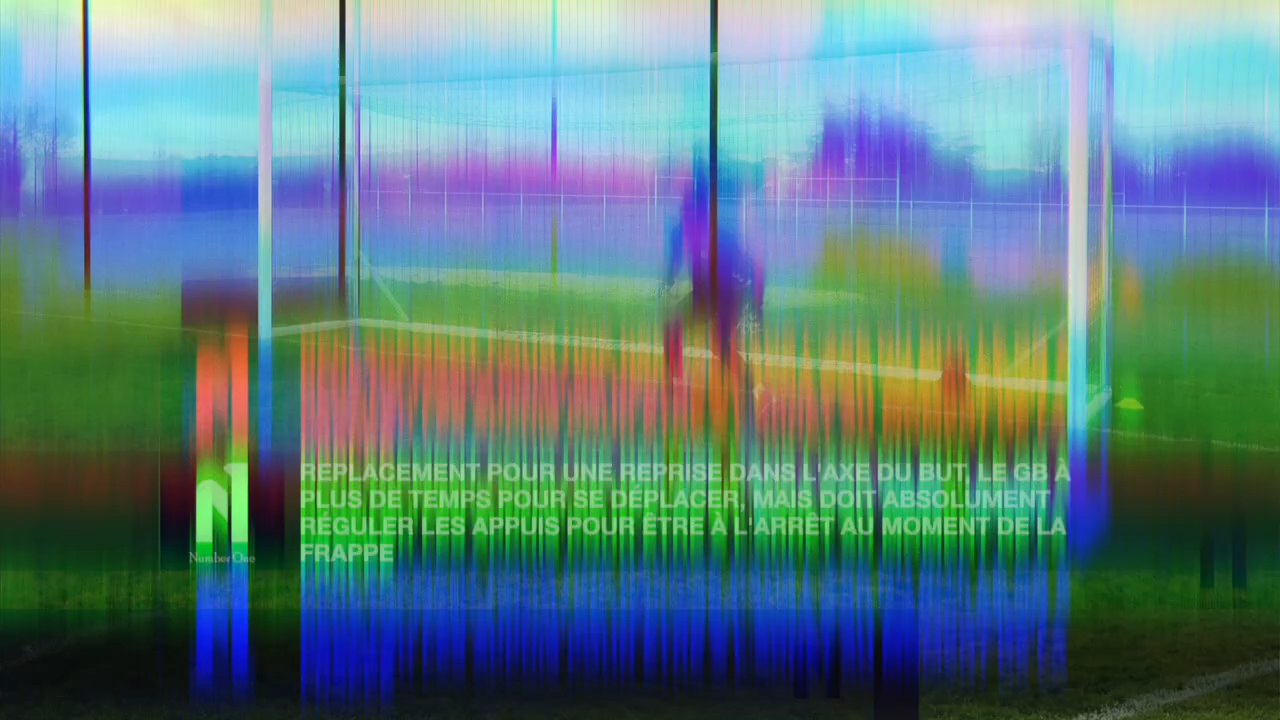 REPLACEMENT POUR UNE REPRISE DANS L'AXE DU BUT, LE GB À
PLUS DE TEMPS POUR SE DÉPLACER, MAIS DOIT ABSOLUMENT
RÉGULER LES APPUIS POUR ÊTRE À L'ARRÊT AU MOMENT DE LA
FRAPPE
N1
Number One